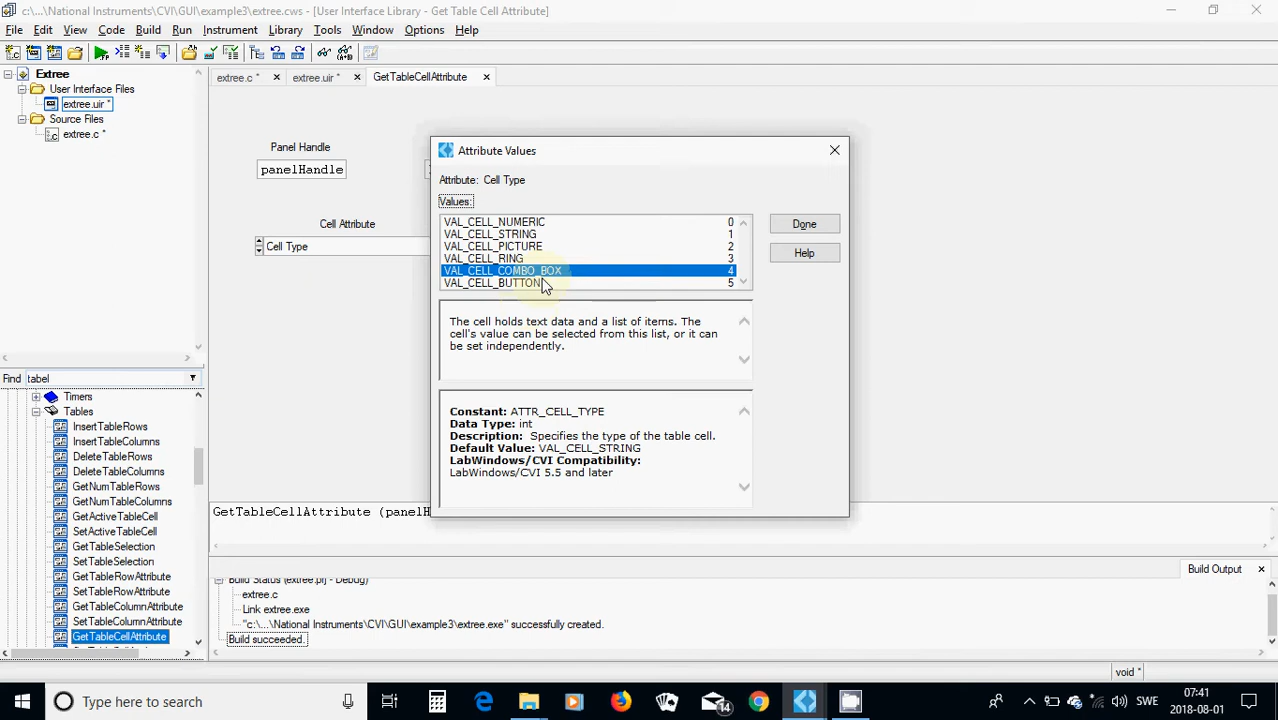 c:\...\National Instruments\CVI\GUI\example3\extree.cws - [User Interface Library - Get Table Cell Attribute]
File Edit View Code Build Run Instrument Library Tools Window Options Help
Extree
User Interface Files
extree.uir *
Source Files
extree.c *
extree.c * extree.uir * GetTableCellAttribute
Panel Handle
panelHandle
Cell Attribute
Cell Type
Attribute Values
Attribute: Cell Type
Values:
VAL_CELL_NUMERIC 0
VAL_CELL_STRING 1
VAL_CELL_PICTURE 2
VAL_CELL_RING 3
VAL_CELL_COMBO_BOX 4
VAL_CELL_BUTTON 5
Done
Help
The cell holds text data and a list of items. The
cell's value can be selected from this list, or it can
be set independently.
Constant: ATTR_CELL_TYPE
Data Type: int
Description: Specifies the type of the table cell.
Default Value: VAL_CELL_STRING
LabWindows/CVI Compatibility:
LabWindows/CVI 5.5 and later
Find tabel
Timers
Tables
InsertTableRows
InsertTableColumns
DeleteTableRows
DeleteTableColumns
GetNumTableRows
GetNumTableColumns
GetActiveTableCell
SetActiveTableCell
GetTableSelection
SetTableSelection
GetTableRowAttribute
SetTableRowAttribute
GetTableColumnAttribute
SetTableColumnAttribute
GetTableCellAttribute
GetTableCellAttribute (panelH
Build Output
Build Status (extree.prj - Debug)
extree.c
Link extree.exe
"c:\...\National Instruments\CVI\GUI\example3\extree.exe" successfully created.
Build succeeded.
void *
Type here to search
14
SWE
07:41
2018-08-01